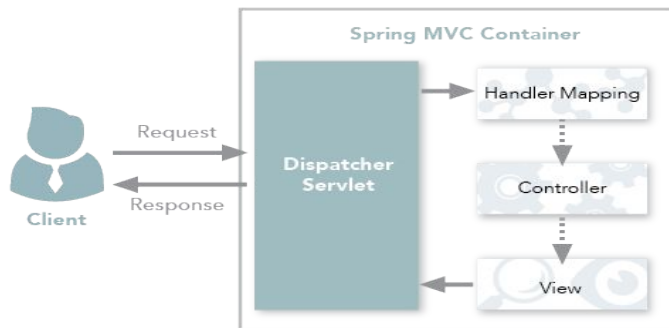 Spring MVC Container
Handler Mapping
Request
Dispatcher
Servlet
Controller
Response
Client
View